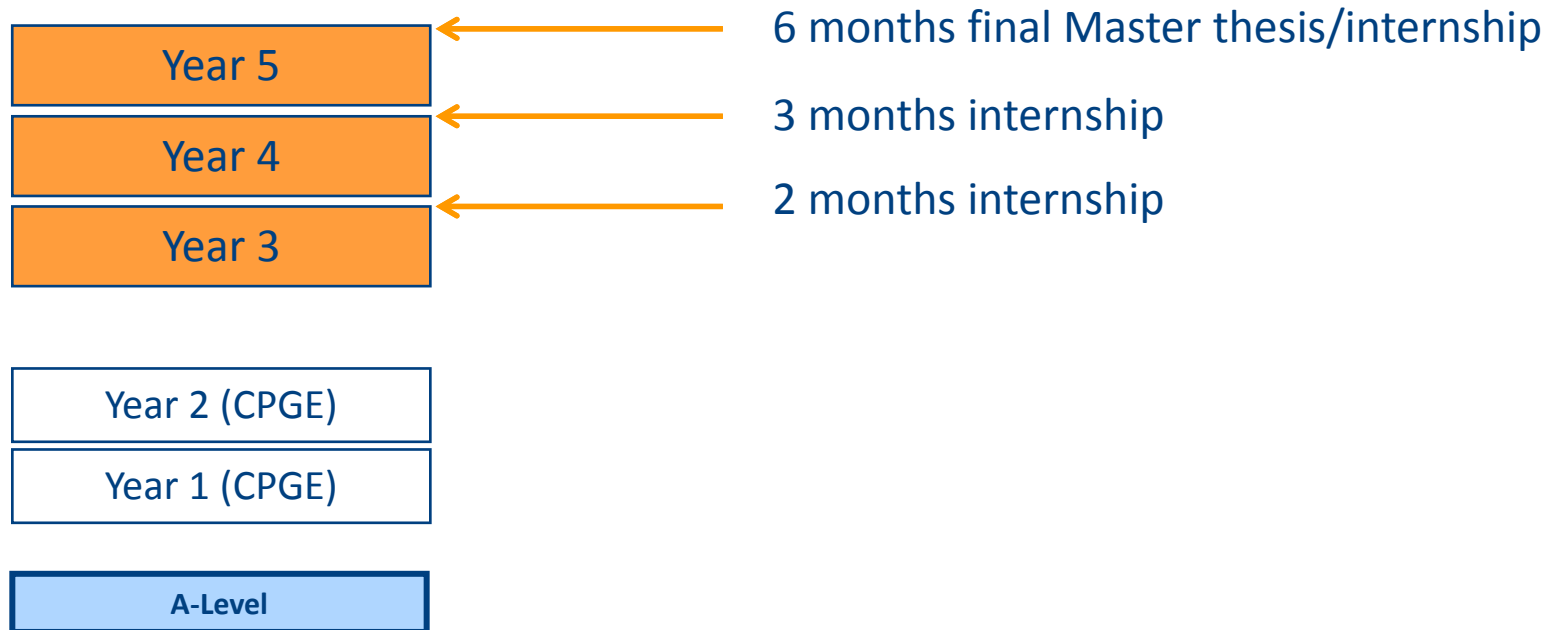 6 months final Master thesis/internship
Year 5
3 months internship
Year 4
2 months internship
Year 3
Year 2 (CPGE)
Year 1 (CPGE)
A-Level